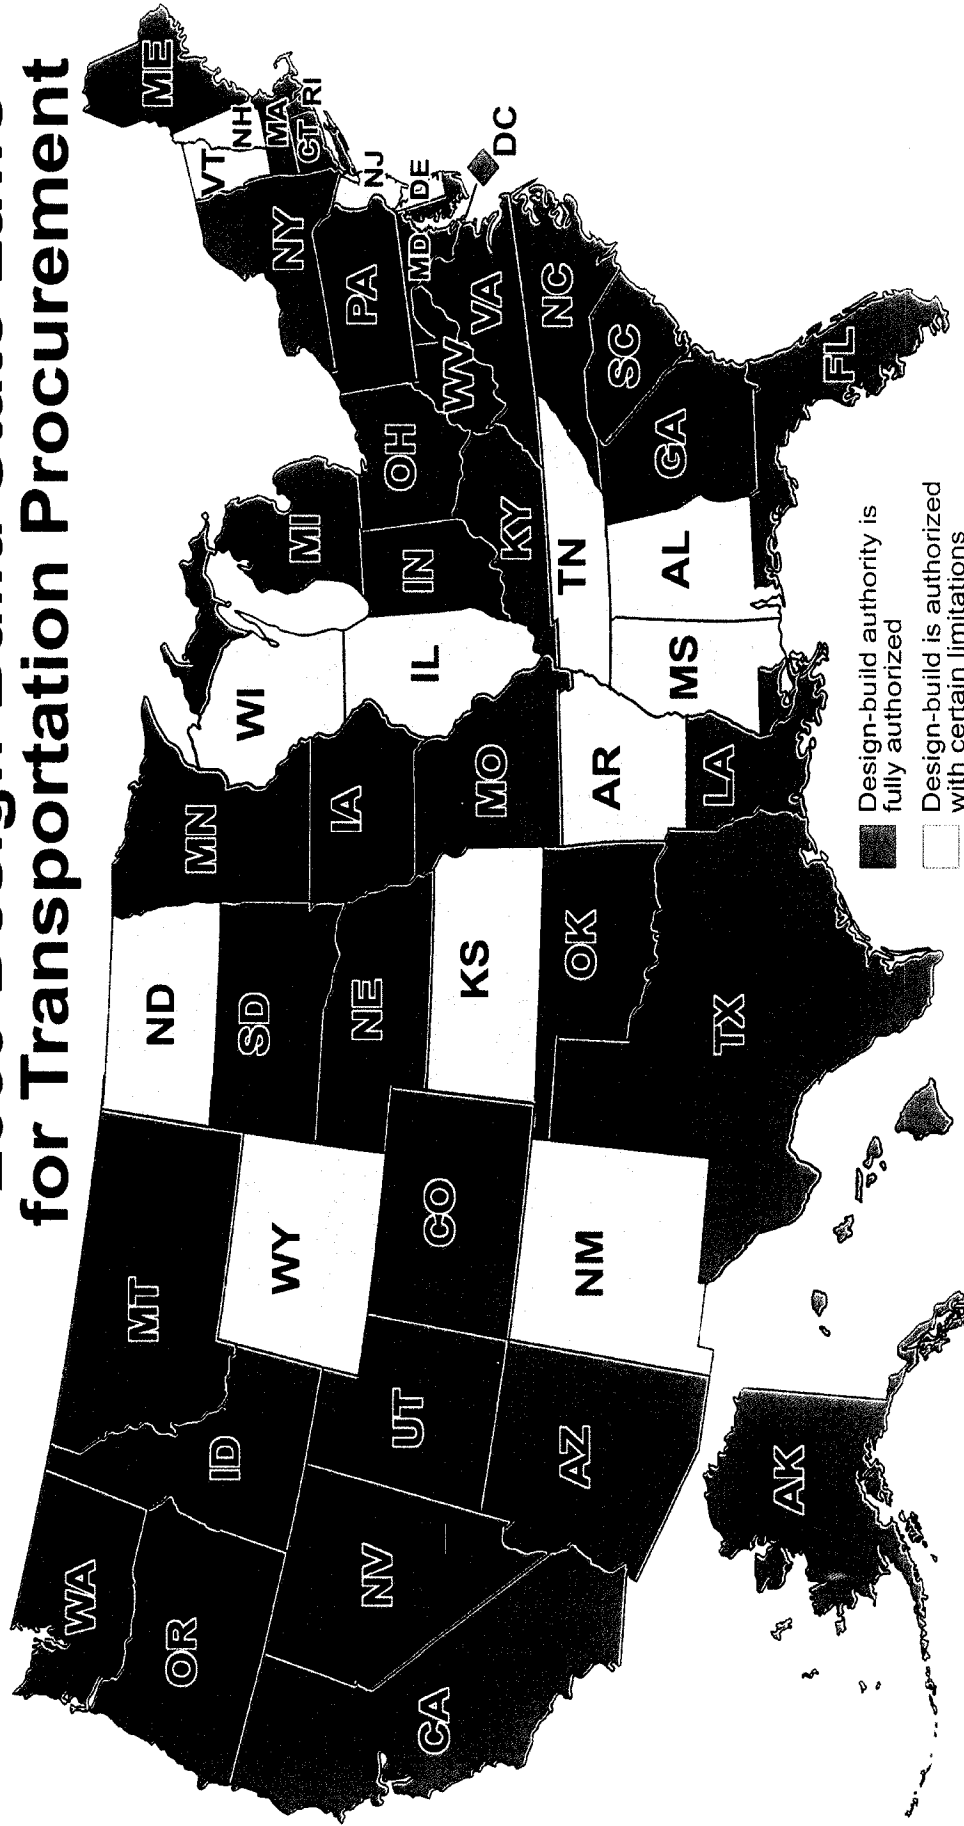 for Transportation Procurement
WA
OR
CA
NV
ID
MT
WY
UT
AZ
CO
NM
ND
SD
NE
KS
OK
TX
MN
IA
MO
AR
LA
WI
IL
MS
MI
IN
KY
TN
AL
OH
WV
VA
NC
SC
GA
FL
PA
NY
MD
DE
NJ
VT
NH
MA
CT
RI
ME
DC
AK
Design-build authority is
fully authorized
Design-build is authorized
with certain limitations